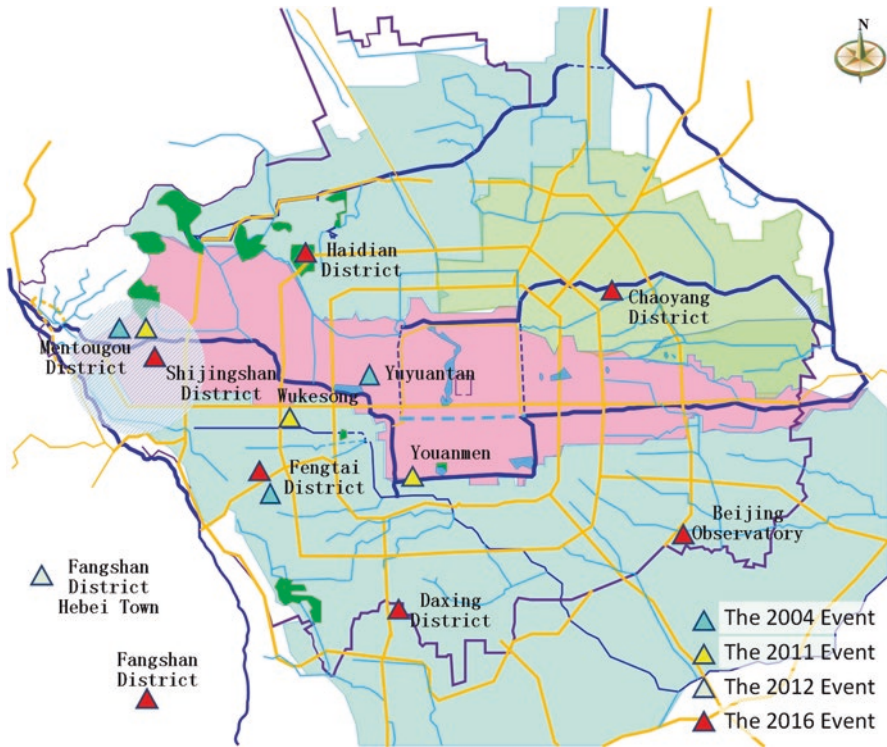 N
Haidian
District
Chaoyang
District
Mentougou
District
Shijingshan
District
Yuyuantan
Wukesong
Youanmen
Fengtai
District
Beijing
Observatory
Fangshan
District
Hebei Town
Daxing
District
Fangshan
District
The 2004 Event
The 2011 Event
The 2012 Event
The 2016 Event